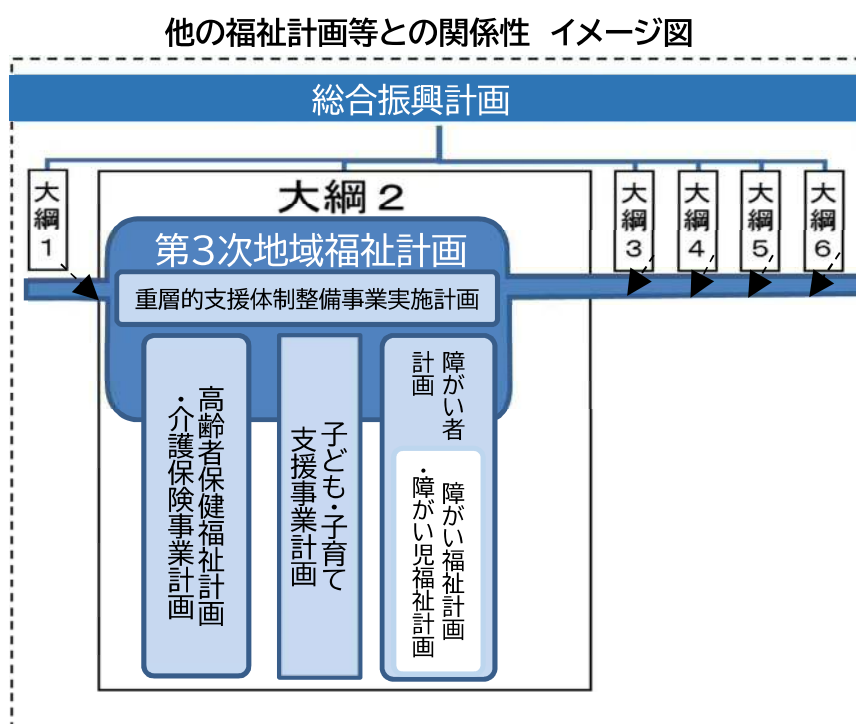 他の福祉計画等との関係性 イメージ図
総合振興計画
大綱1
大綱2
大綱3
大綱4
大綱5
大綱6
第3次地域福祉計画
重層的支援体制整備事業実施計画
高齢者保健福祉計画
・介護保険事業計画
子ども・子育て
支援事業計画
障がい者
計画
障がい福祉計画
・障がい児福祉計画